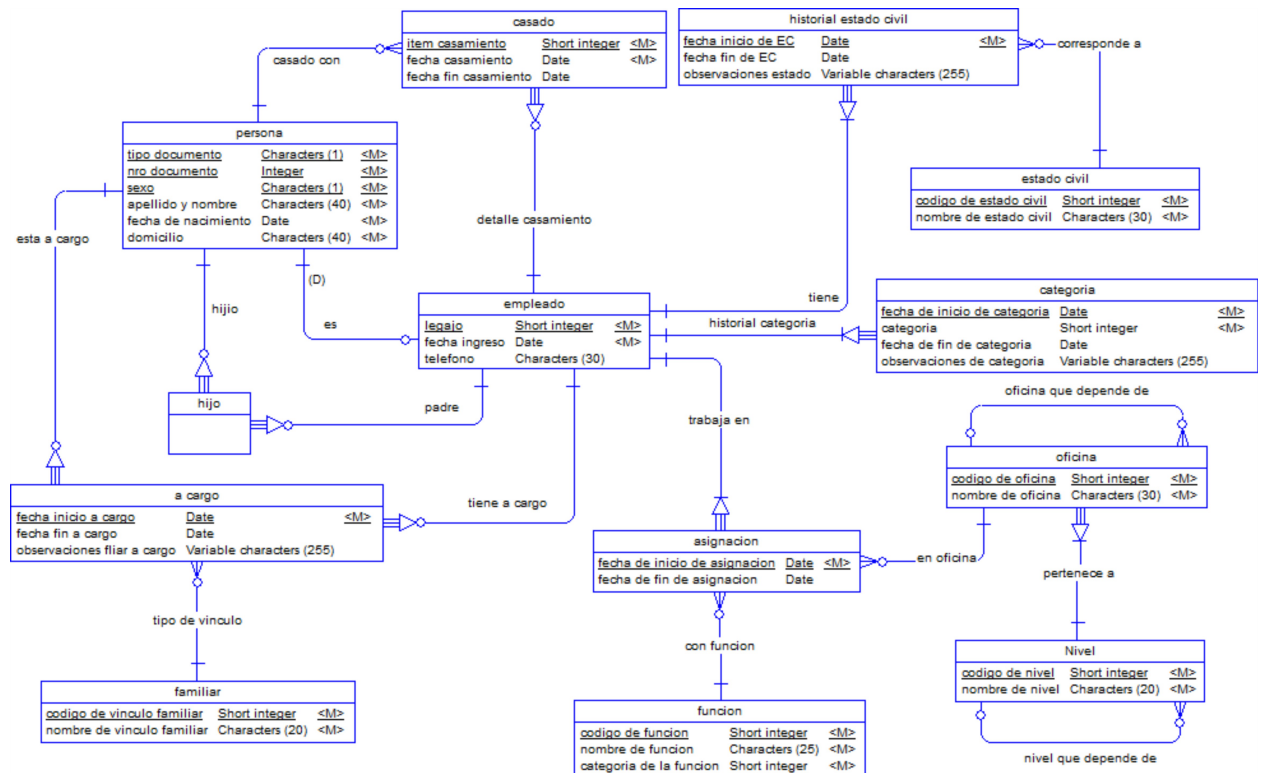 casado
item casamiento Short integer <M>
fecha casamiento Date <M>
fecha fin casamiento Date
historial estado civil
fecha inicio de EC Date <M>
fecha fin de EC Date
observaciones estado Variable characters (255)
corresponde a
casado con
persona
tipo documento Characters (1) <M>
nro documento Integer <M>
sexo Characters (1) <M>
apellido y nombre Characters (40) <M>
fecha de nacimiento Date <M>
domicilio Characters (40) <M>
estado civil
codigo de estado civil Short integer <M>
nombre de estado civil Characters (30) <M>
esta a cargo
detalle casamiento
(D)
hijio
es
tiene
empleado
legajo Short integer <M>
fecha ingreso Date <M>
telefono Characters (30)
historial categoria
categoria
fecha de inicio de categoria Date <M>
categoria Short integer <M>
fecha de fin de categoria Date
observaciones de categoria Variable characters (255)
hijo
padre
trabaja en
oficina que depende de
oficina
codigo de oficina Short integer <M>
nombre de oficina Characters (30) <M>
a cargo
fecha inicio a cargo Date <M>
fecha fin a cargo Date
observaciones fliar a cargo Variable characters (255)
tiene a cargo
asignacion
fecha de inicio de asignacion Date <M>
fecha de fin de asignacion Date
en oficina
pertenece a
tipo de vinculo
con funcion
Nivel
codigo de nivel Short integer <M>
nombre de nivel Characters (20) <M>
familiar
codigo de vinculo familiar Short integer <M>
nombre de vinculo familiar Characters (20) <M>
funcion
codigo de funcion Short integer <M>
nombre de funcion Characters (25) <M>
categoria de la funcion Short integer <M>
nivel que depende de